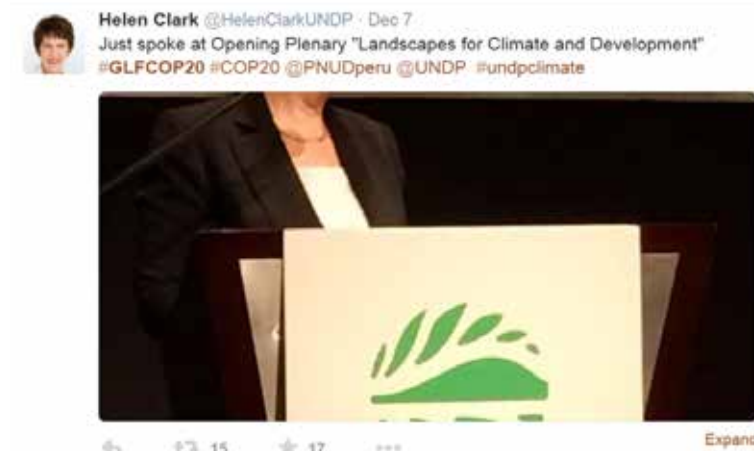 Helen Clark @HelenClarkUNDP · Dec 7
Just spoke at Opening Plenary "Landscapes for Climate and Development"
#GLFCOP20 #COP20 @PNUDperu @UNDP #undpclimate
15 17
Expand